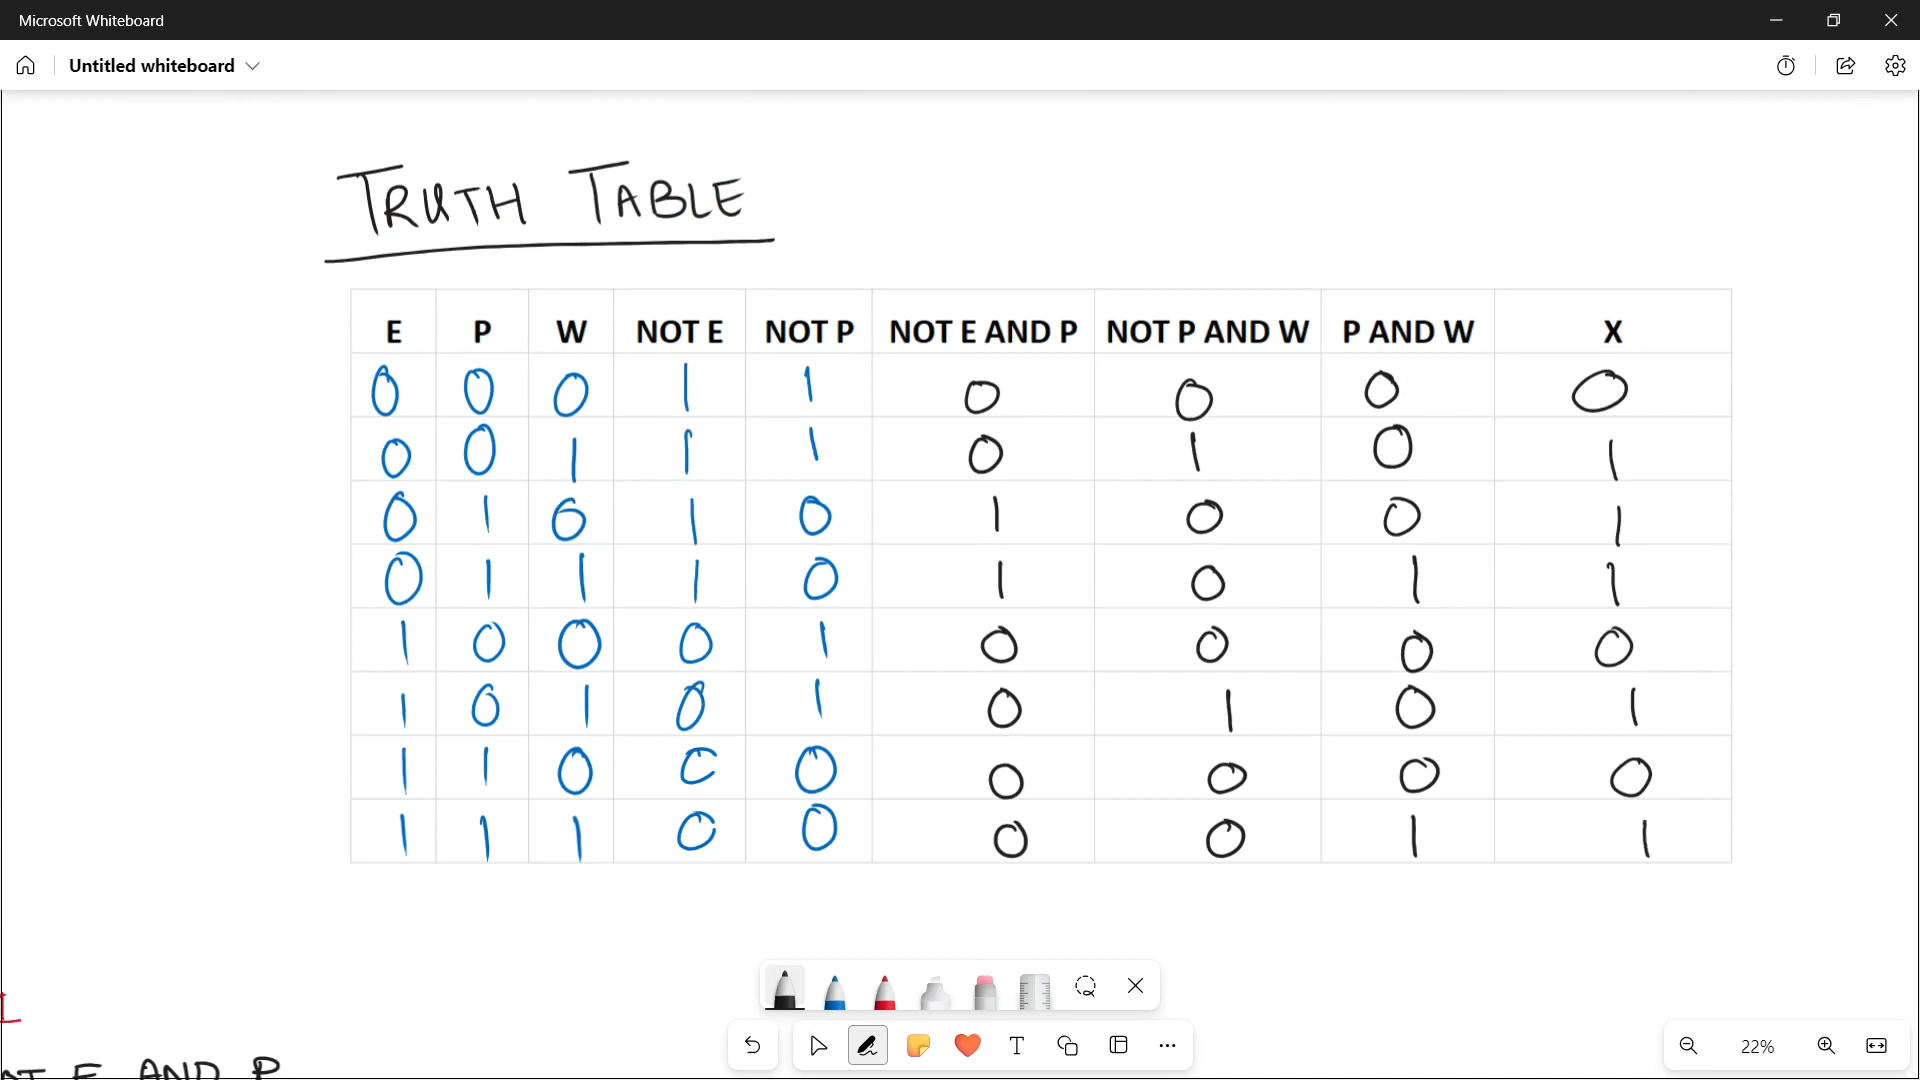 Microsoft Whiteboard
Untitled whiteboard
TRUTH TABLE
E P W NOT E NOT P NOT E AND P NOT P AND W P AND W X
0 0 0 1 1 0 0 0 0
0 0 1 1 1 0 1 0 1
0 1 0 1 0 1 0 0 1
0 1 1 1 0 1 0 1 1
1 0 0 0 1 0 0 0 0
1 0 1 0 1 0 1 0 1
1 1 0 0 0 0 0 0 0
1 1 1 0 0 0 0 1 1
E AND P
22%